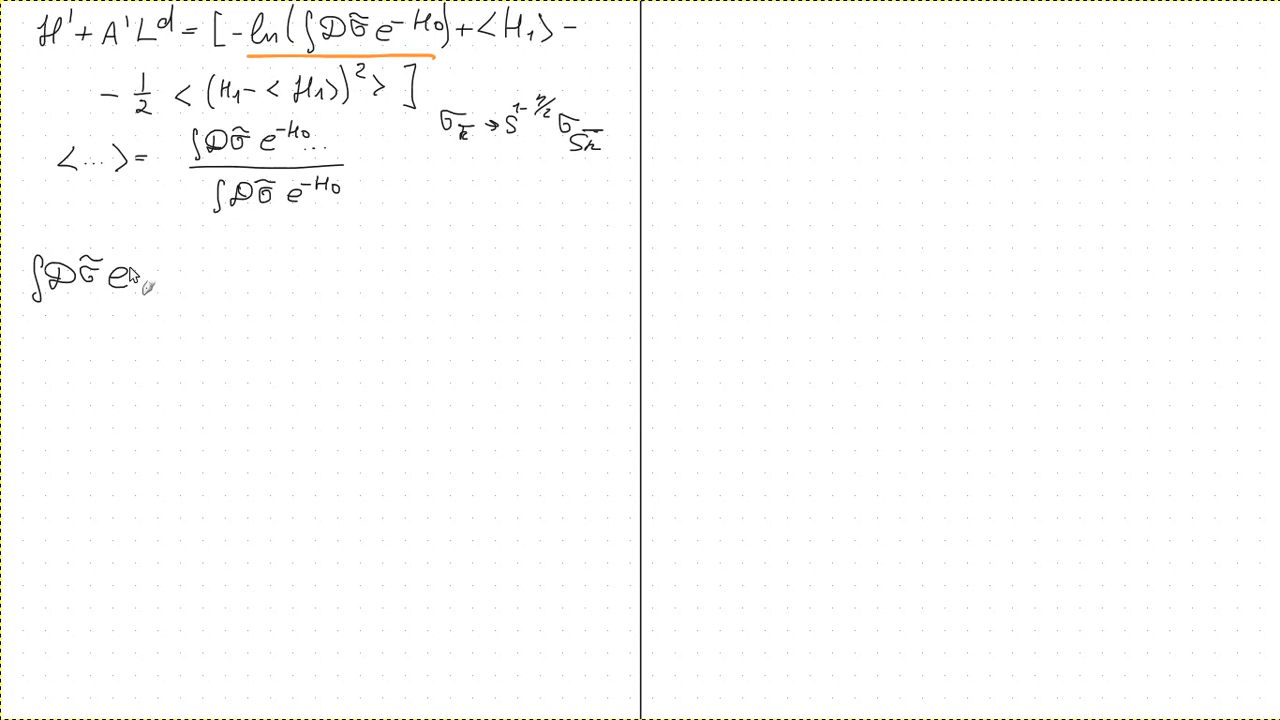 H' + A'L^d = [ - ln(∫Dσ̃ e^{-H₀}) + <H₁> -
- 1/2 < (H₁ - <H₁>)² > ]
σ_k̄ → s^{1-η/2} σ_{sk̄}
<...> = ∫Dσ̃ e^{-H₀}... / ∫Dσ̃ e^{-H₀}
∫Dσ̃ e